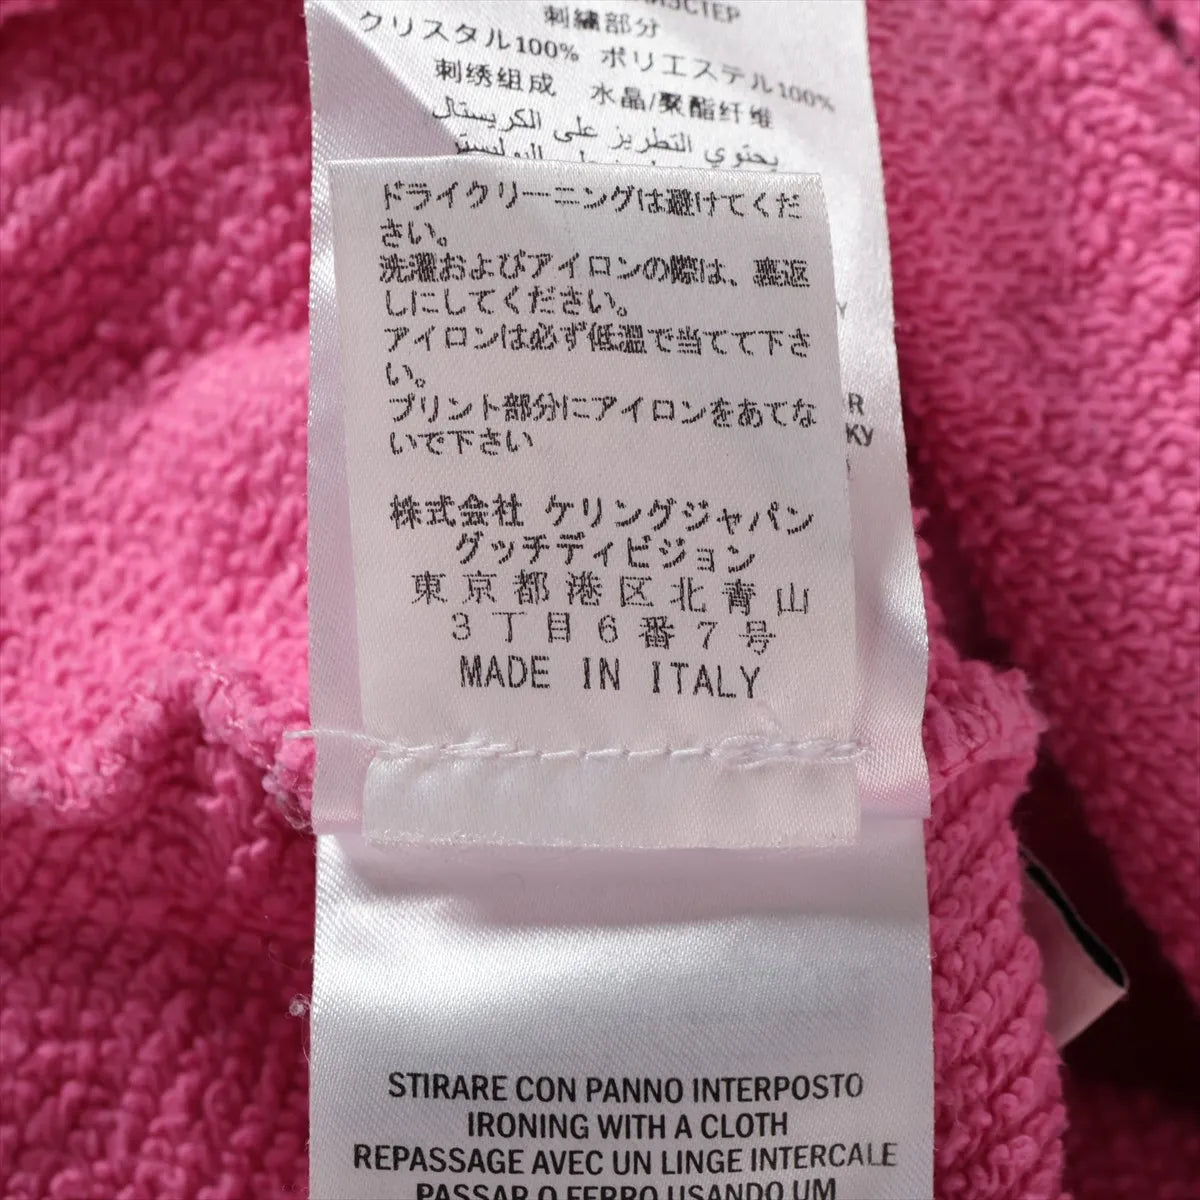 刺繍部分
クリスタル100% ポリエステル100%
刺绣组成 水晶/聚酯纤维
يحتوي التطريز على الكريستال
ドライクリーニングは避けてくだ
さい。
洗濯およびアイロンの際は、裏返
しにしてください。
アイロンは必ず低温で当てて下さ
い。
プリント部分にアイロンをあてな
いで下さい
株式会社 ケリングジャパン
グッチディビジョン
東京都港区北青山
3丁目6番7号
MADE IN ITALY
STIRARE CON PANNO INTERPOSTO
IRONING WITH A CLOTH
REPASSAGE AVEC UN LINGE INTERCALE
PASSAR O FERRO USANDO UM